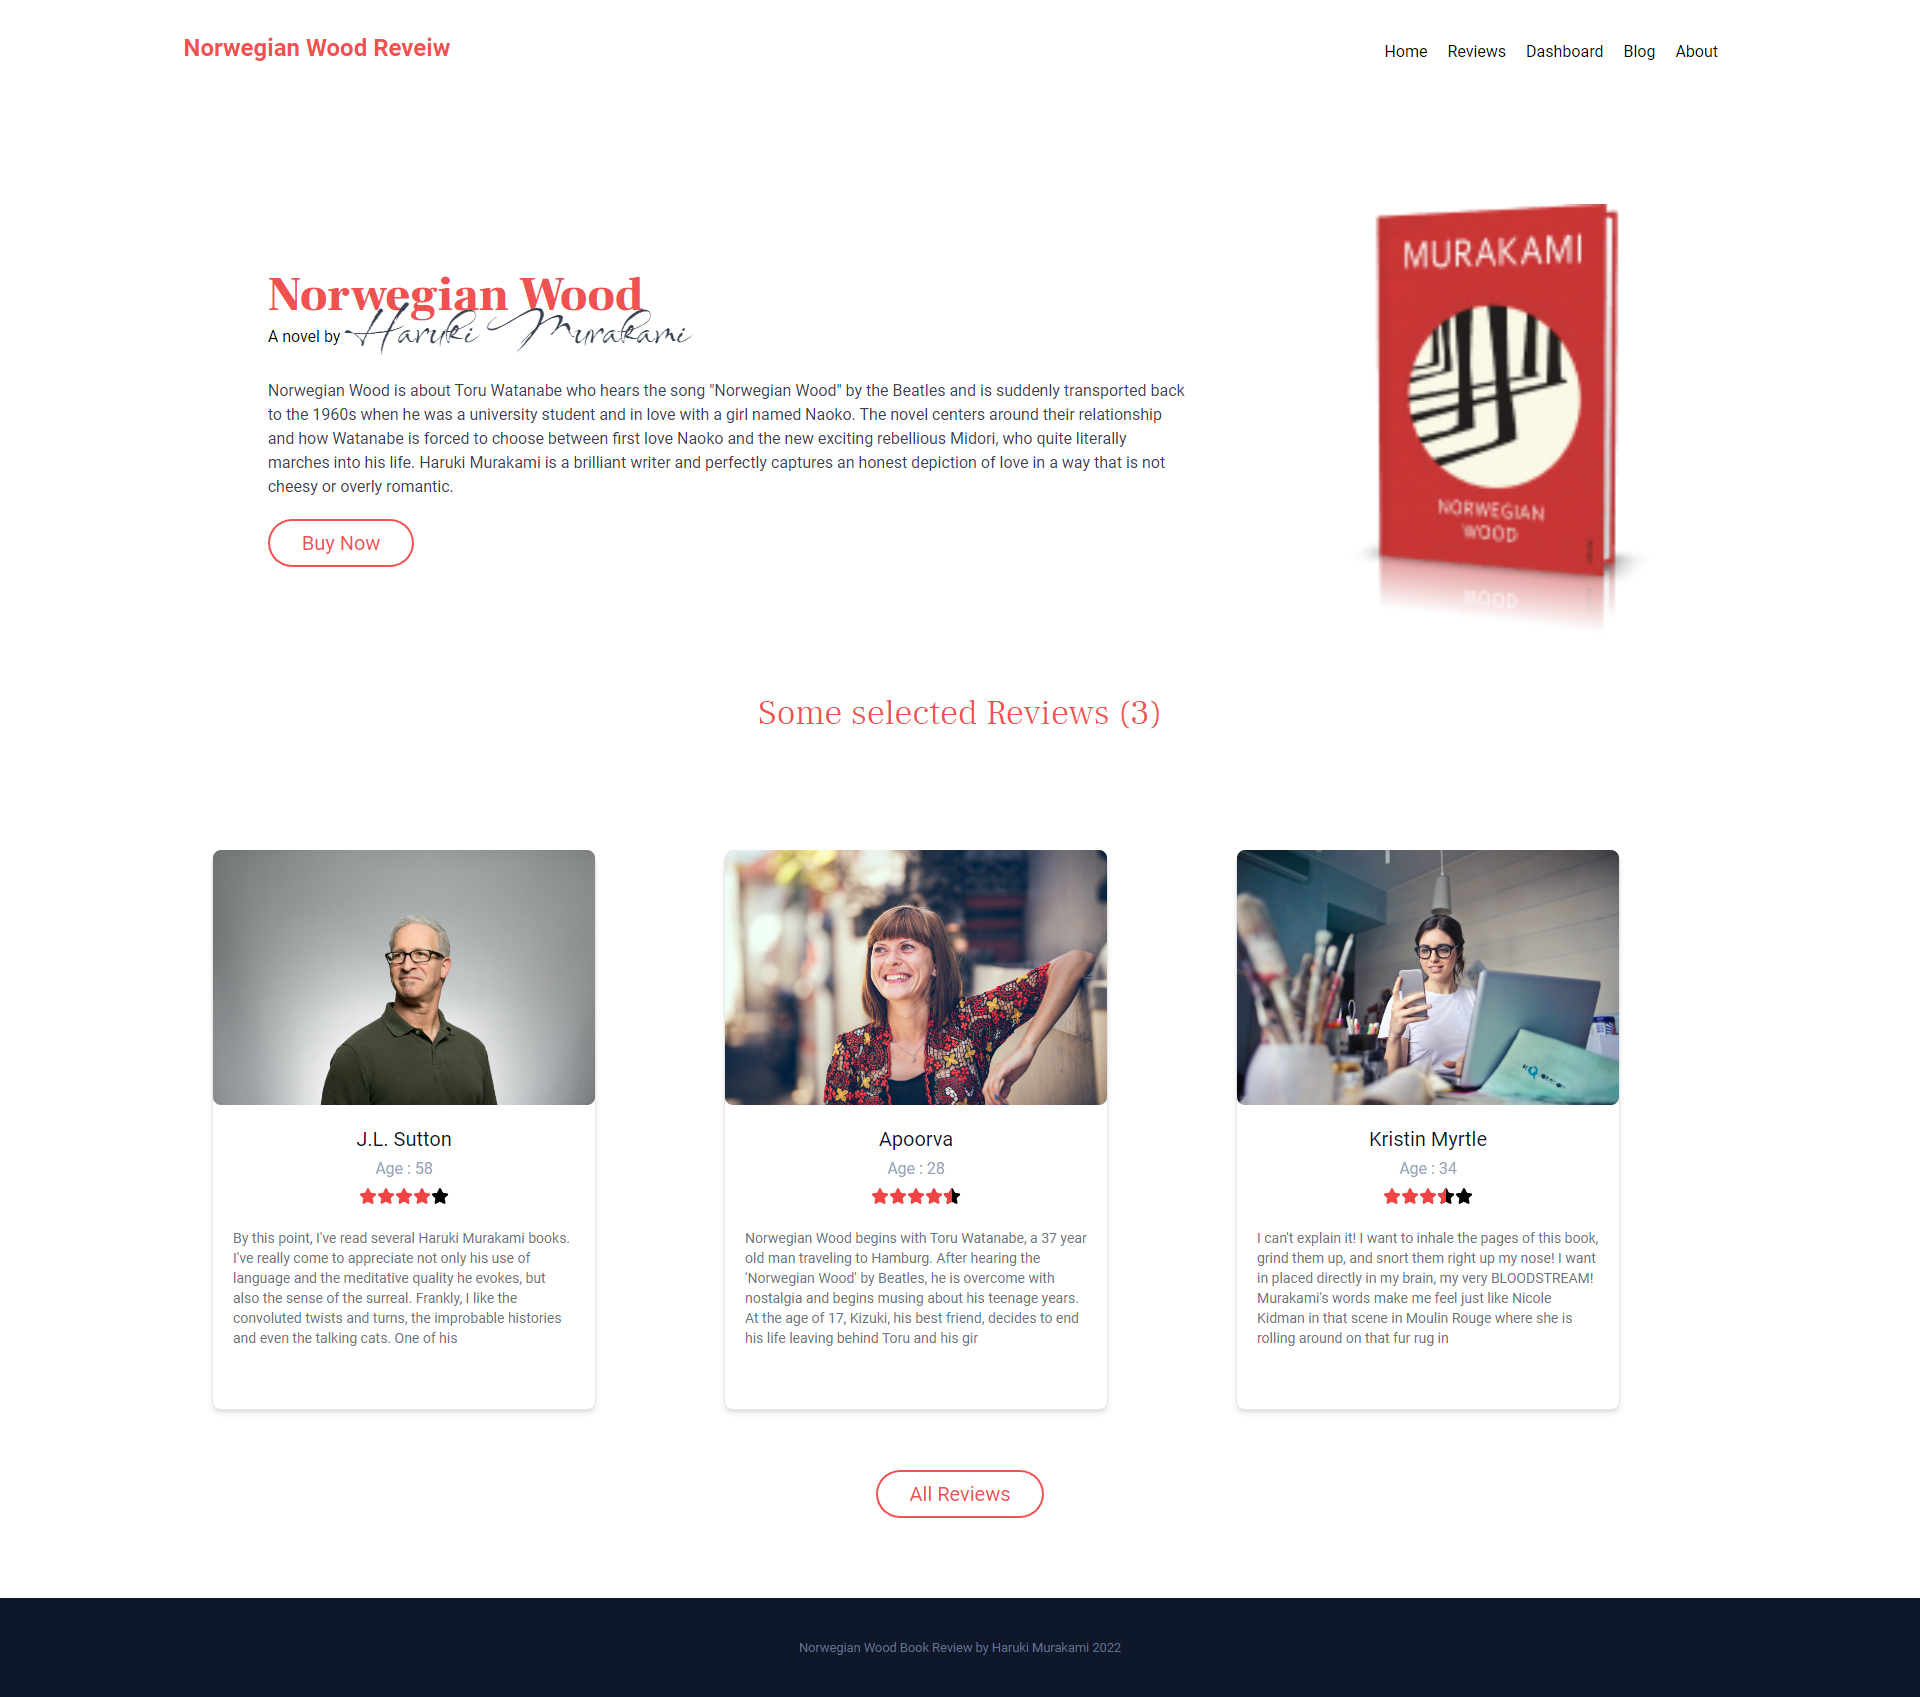 Norwegian Wood Reveiw
Home Reviews Dashboard Blog About
MURAKAMI
NORWEGIAN
WOOD
Norwegian Wood
A novel by Haruki Murakami
Norwegian Wood is about Toru Watanabe who hears the song "Norwegian Wood" by the Beatles and is suddenly transported back
to the 1960s when he was a university student and in love with a girl named Naoko. The novel centers around their relationship
and how Watanabe is forced to choose between first love Naoko and the new exciting rebellious Midori, who quite literally
marches into his life. Haruki Murakami is a brilliant writer and perfectly captures an honest depiction of love in a way that is not
cheesy or overly romantic.
Buy Now
Some selected Reviews (3)
J.L. Sutton
Age : 58
By this point, I've read several Haruki Murakami books.
I've really come to appreciate not only his use of
language and the meditative quality he evokes, but
also the sense of the surreal. Frankly, I like the
convoluted twists and turns, the improbable histories
and even the talking cats. One of his
Apoorva
Age : 28
Norwegian Wood begins with Toru Watanabe, a 37 year
old man traveling to Hamburg. After hearing the
'Norwegian Wood' by Beatles, he is overcome with
nostalgia and begins musing about his teenage years.
At the age of 17, Kizuki, his best friend, decides to end
his life leaving behind Toru and his gir
Kristin Myrtle
Age : 34
I can't explain it! I want to inhale the pages of this book,
grind them up, and snort them right up my nose! I want
in placed directly in my brain, my very BLOODSTREAM!
Murakami's words make me feel just like Nicole
Kidman in that scene in Moulin Rouge where she is
rolling around on that fur rug in
All Reviews
Norwegian Wood Book Review by Haruki Murakami 2022